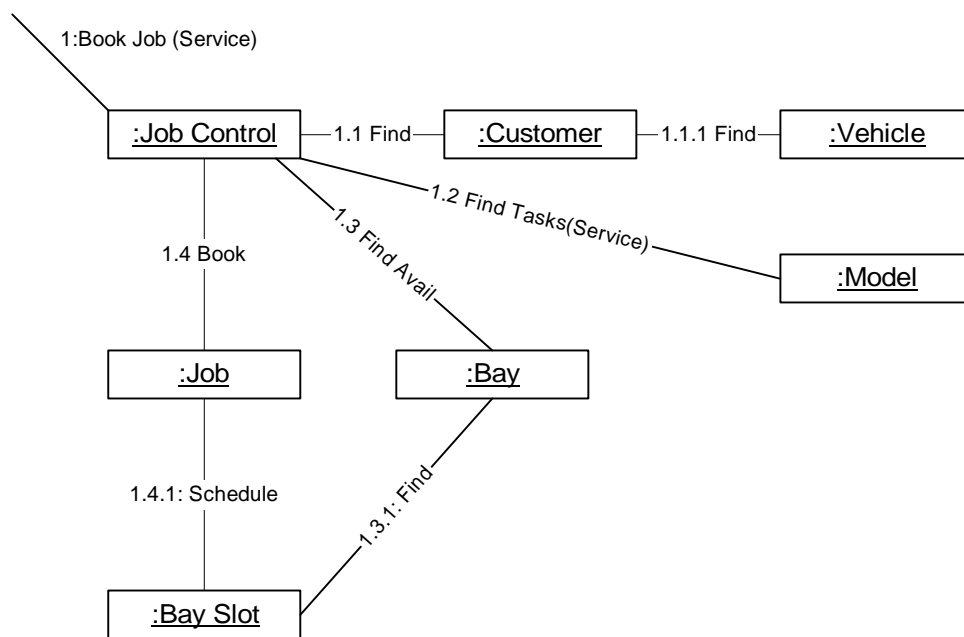 1:Book Job (Service)
:Job Control
1.1 Find
:Customer
1.1.1 Find
:Vehicle
1.2 Find Tasks(Service)
1.3 Find Avail
1.4 Book
:Model
:Job
:Bay
1.4.1: Schedule
1.3.1: Find
:Bay Slot